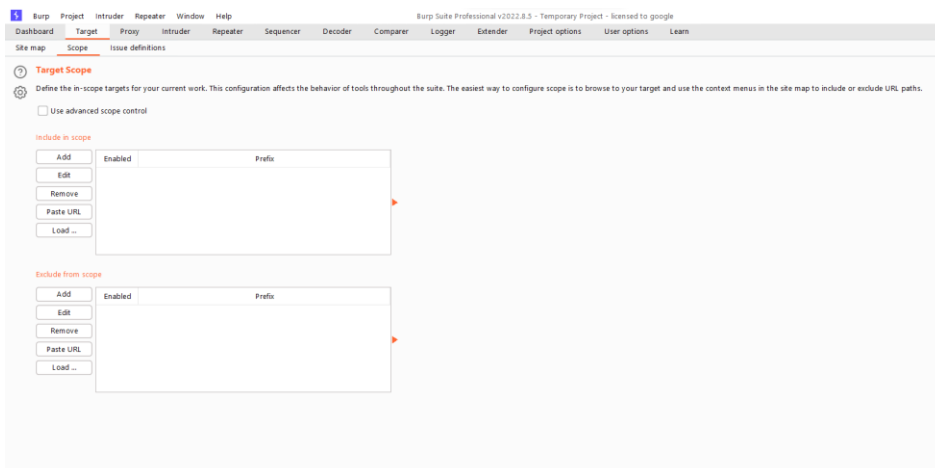 Burp Project Intruder Repeater Window Help Burp Suite Professional v2022.8.5 - Temporary Project - licensed to google
Dashboard Target Proxy Intruder Repeater Sequencer Decoder Comparer Logger Extender Project options User options Learn
Site map Scope Issue definitions
Target Scope
Define the in-scope targets for your current work. This configuration affects the behavior of tools throughout the suite. The easiest way to configure scope is to browse to your target and use the context menus in the site map to include or exclude URL paths.
Use advanced scope control
Include in scope
Add Enabled Prefix
Edit
Remove
Paste URL
Load ...
Exclude from scope
Add Enabled Prefix
Edit
Remove
Paste URL
Load ...